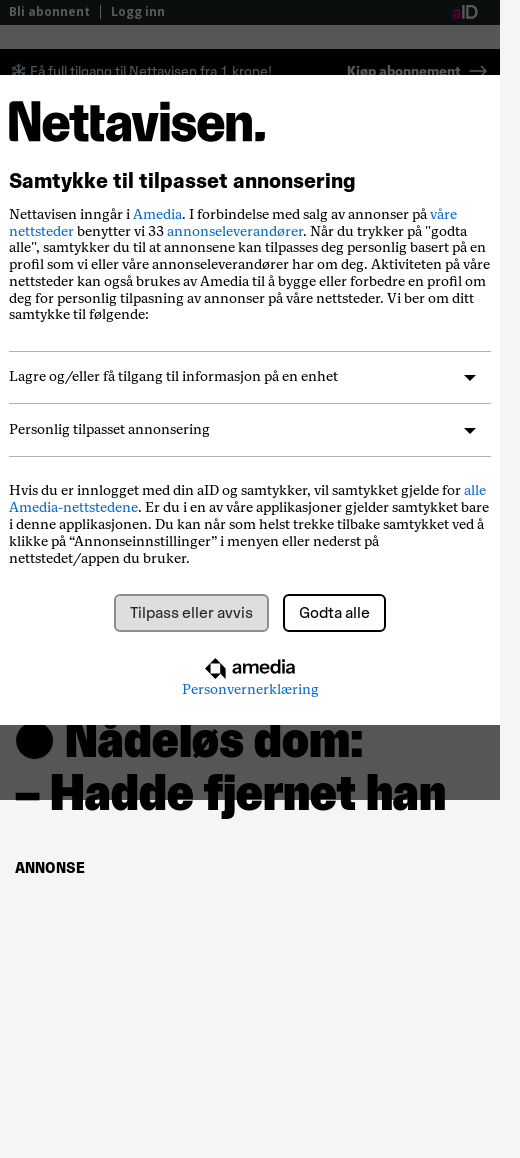 Bli abonnent
Logg inn
aID
Få full tilgang til Nettavisen fra 1 krone!
Kjøp abonnement
Nettavisen.
Samtykke til tilpasset annonsering
Nettavisen inngår i Amedia. I forbindelse med salg av annonser på våre
nettsteder benytter vi 33 annonseleverandører. Når du trykker på "godta
alle", samtykker du til at annonsene kan tilpasses deg personlig basert på en
profil som vi eller våre annonseleverandører har om deg. Aktiviteten på våre
nettsteder kan også brukes av Amedia til å bygge eller forbedre en profil om
deg for personlig tilpasning av annonser på våre nettsteder. Vi ber om ditt
samtykke til følgende:
Lagre og/eller få tilgang til informasjon på en enhet
Personlig tilpasset annonsering
Hvis du er innlogget med din aID og samtykker, vil samtykket gjelde for alle
Amedia-nettstedene. Er du i en av våre applikasjoner gjelder samtykket bare
i denne applikasjonen. Du kan når som helst trekke tilbake samtykket ved å
klikke på “Annonseinnstillinger” i menyen eller nederst på
nettstedet/appen du bruker.
Tilpass eller avvis
Godta alle
amedia
Personvernerklæring
Nådeløs dom:
– Hadde fjernet han
ANNONSE